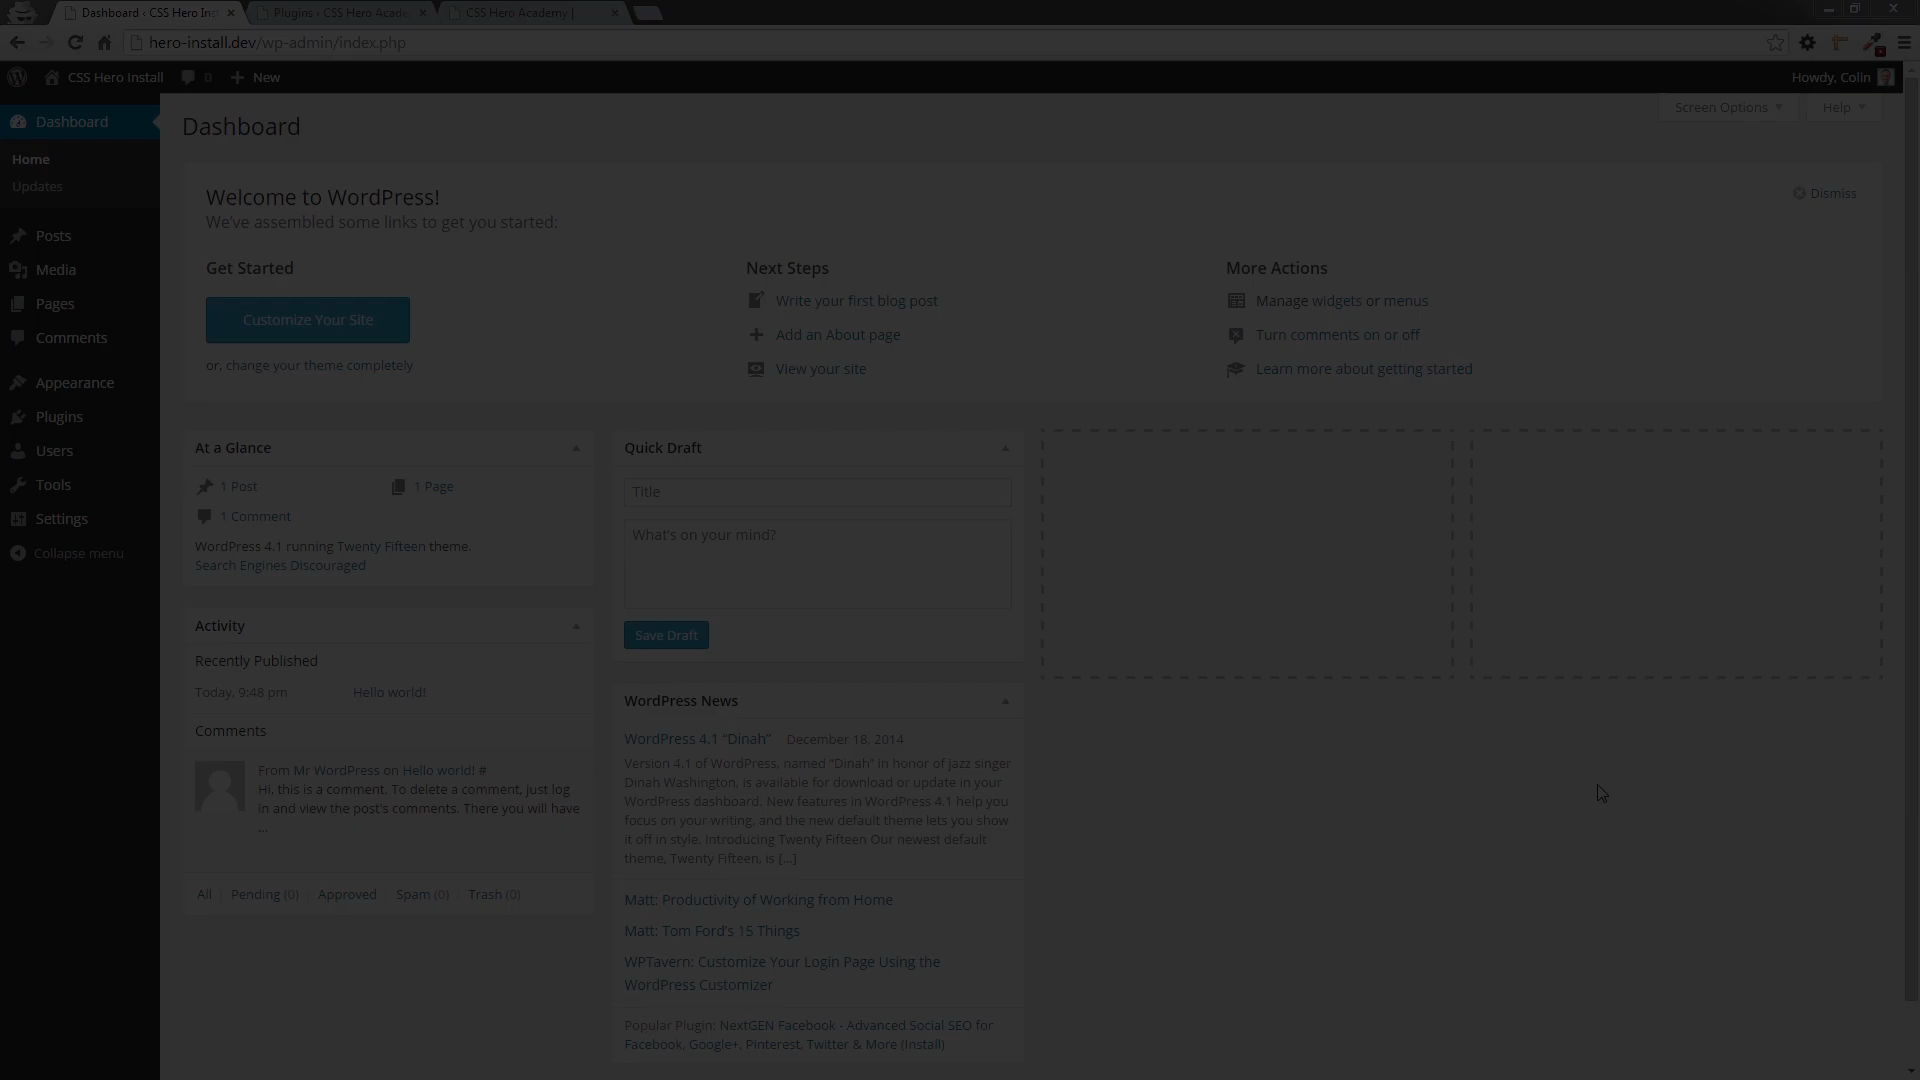 Dashboard ‹ CSS Hero Inst
Plugins ‹ CSS Hero Acade
CSS Hero Academy |
hero-install.dev/wp-admin/index.php
CSS Hero Install
0
New
Howdy, Colin
Dashboard
Home
Updates
Posts
Media
Pages
Comments
Appearance
Plugins
Users
Tools
Settings
Collapse menu
Dashboard
Screen Options
Help
Welcome to WordPress!
We've assembled some links to get you started:
Dismiss
Get Started
Customize Your Site
or, change your theme completely
Next Steps
Write your first blog post
Add an About page
View your site
More Actions
Manage widgets or menus
Turn comments on or off
Learn more about getting started
At a Glance
1 Post
1 Page
1 Comment
WordPress 4.1 running Twenty Fifteen theme.
Search Engines Discouraged
Activity
Recently Published
Today, 9:48 pm
Hello world!
Comments
From Mr WordPress on Hello world! #
Hi, this is a comment. To delete a comment, just log
in and view the post's comments. There you will have
...
All | Pending (0) | Approved | Spam (0) | Trash (0)
Quick Draft
Title
What's on your mind?
Save Draft
WordPress News
WordPress 4.1 “Dinah” December 18, 2014
Version 4.1 of WordPress, named “Dinah” in honor of jazz singer
Dinah Washington, is available for download or update in your
WordPress dashboard. New features in WordPress 4.1 help you
focus on your writing, and the new default theme lets you show
it off in style. Introducing Twenty Fifteen Our newest default
theme, Twenty Fifteen, is [...]
Matt: Productivity of Working from Home
Matt: Tom Ford's 15 Things
WPTavern: Customize Your Login Page Using the
WordPress Customizer
Popular Plugin: NextGEN Facebook - Advanced Social SEO for
Facebook, Google+, Pinterest, Twitter & More (Install)